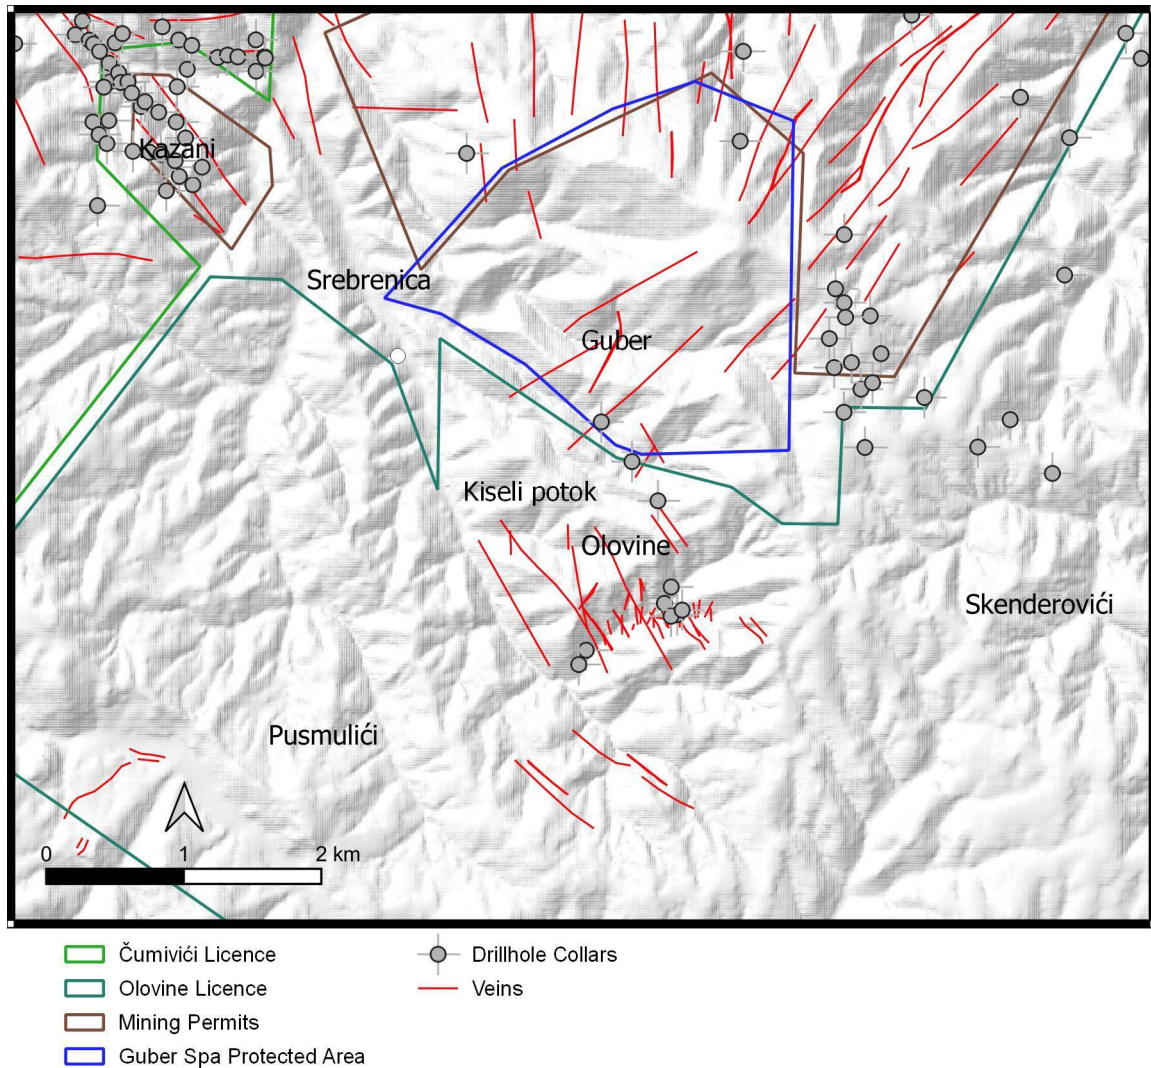 Kazani
Srebrenica
Guber
Kiseli potok
Olovine
Skenderovići
Pusmulići
0 1 2 km
Čumivići Licence
Olovine Licence
Mining Permits
Guber Spa Protected Area
Drillhole Collars
Veins